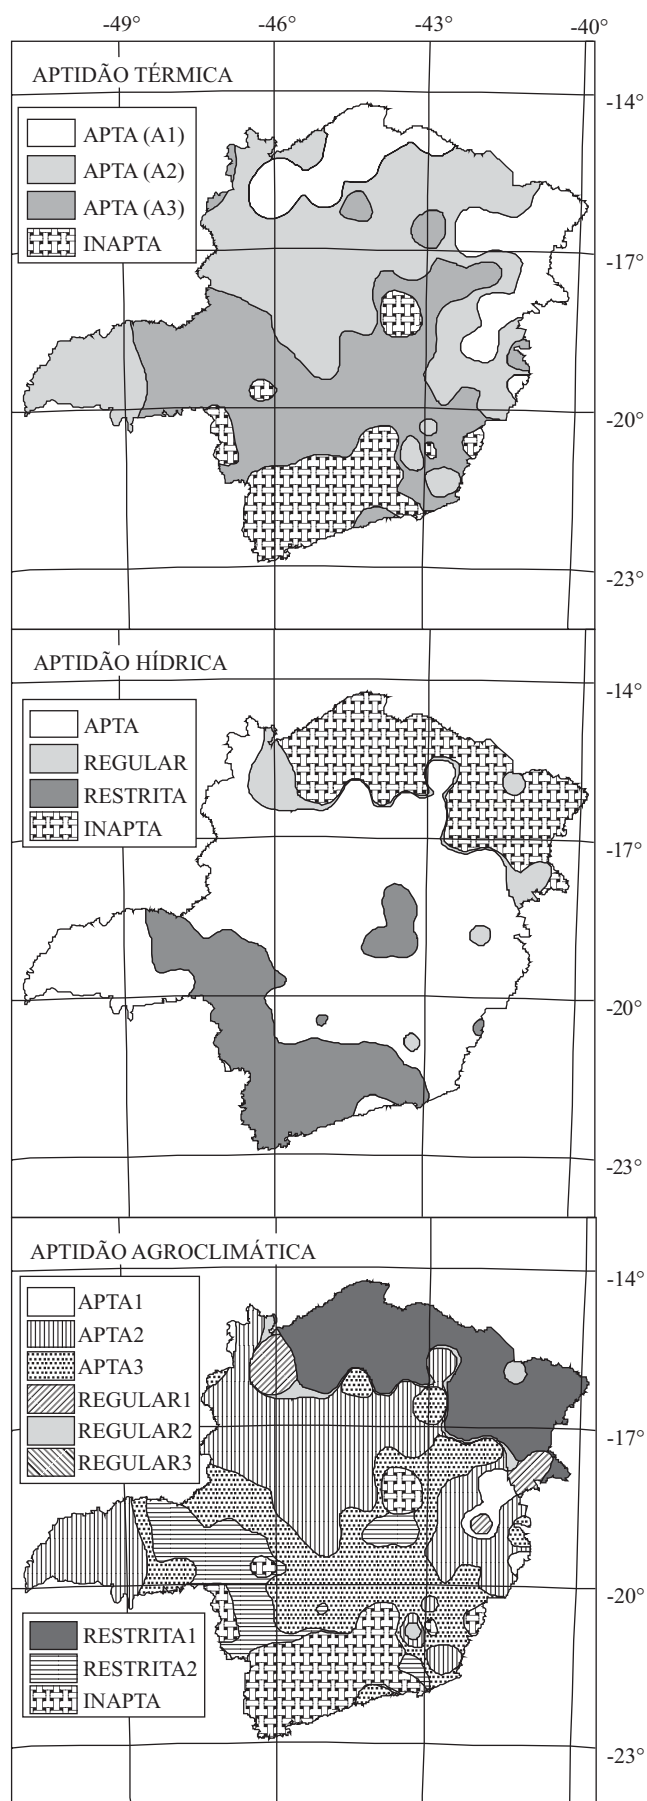 -49° -46° -43° -40°
APTIDÃO TÉRMICA
-14°
APTA (A1)
APTA (A2)
APTA (A3)
INAPTA
-17°
-20°
-23°
APTIDÃO HÍDRICA
-14°
APTA
REGULAR
RESTRITA
INAPTA
-17°
-20°
-23°
APTIDÃO AGROCLIMÁTICA
-14°
APTA1
APTA2
APTA3
REGULAR1
REGULAR2
-17°
REGULAR3
-20°
RESTRITA1
RESTRITA2
INAPTA
-23°